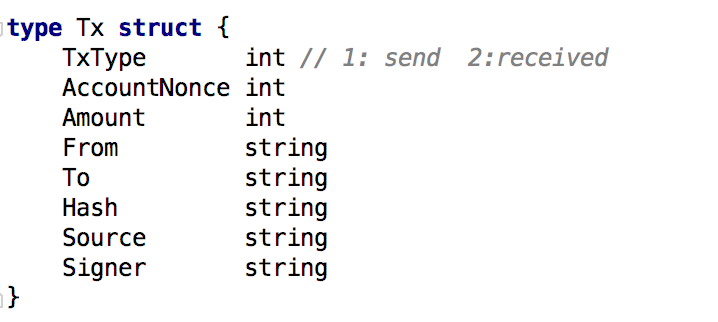 type Tx struct {
    TxType       int // 1: send  2:received
    AccountNonce int
    Amount       int
    From         string
    To           string
    Hash         string
    Source       string
    Signer       string
}